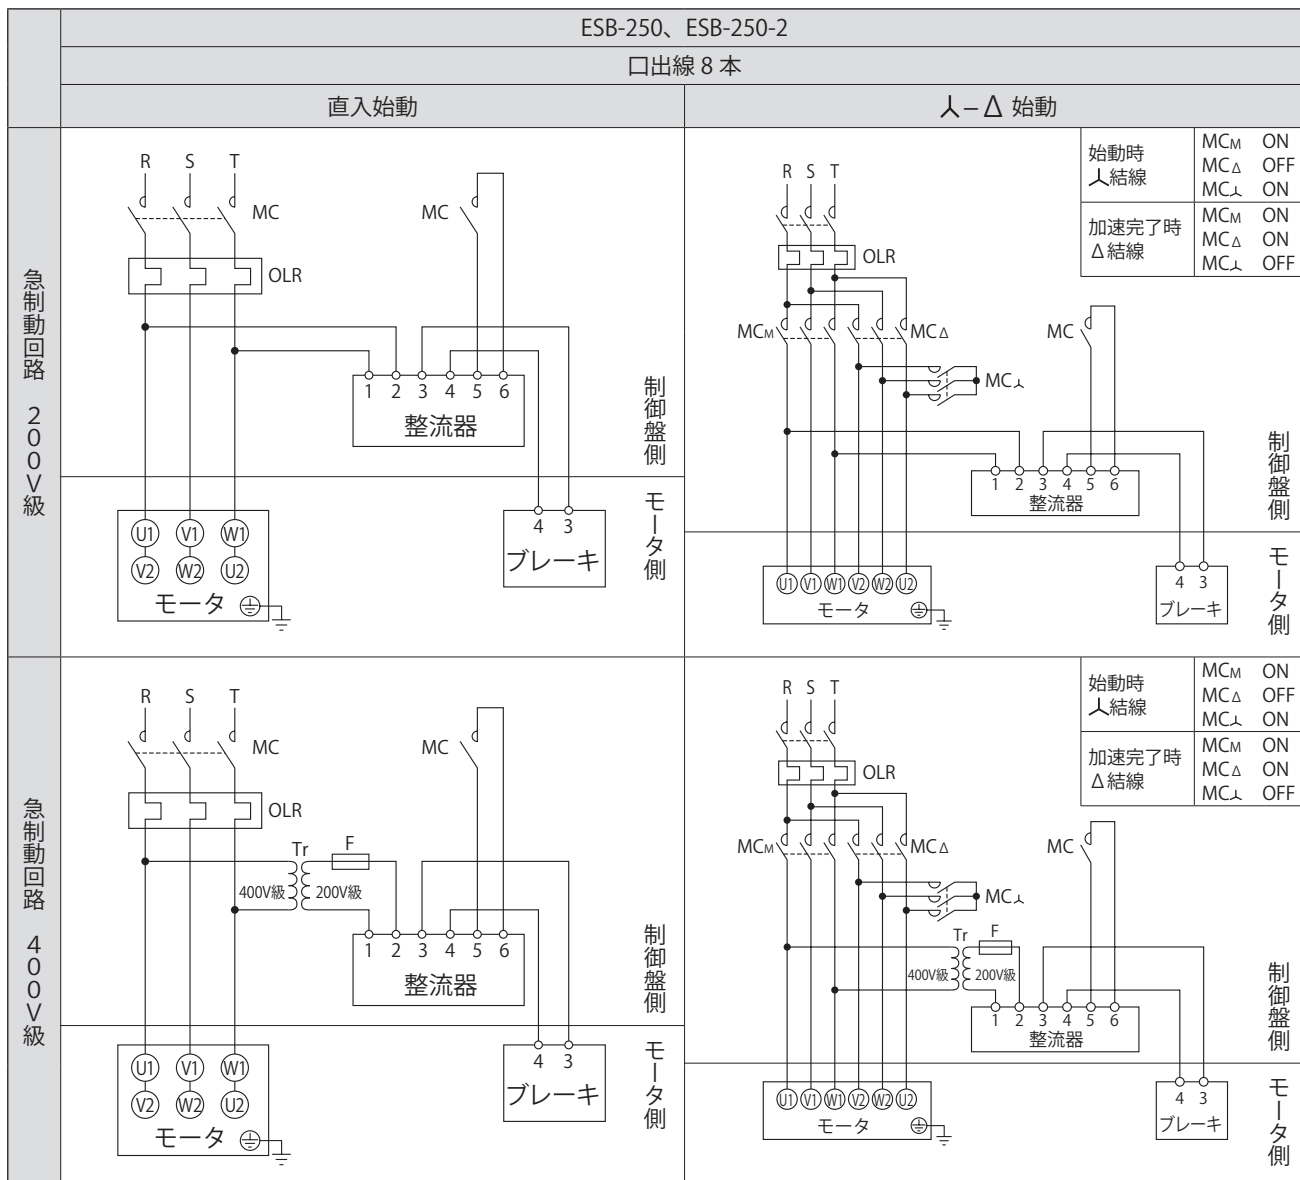 ESB-250、ESB-250-2
口出線 8 本
直入始動
人–Δ 始動
急制動回路 200V級
R S T
MC
MC
OLR
1 2 3 4 5 6
整流器
制御盤側
モータ側
U1 V1 W1
V2 W2 U2
モータ
4 3
ブレーキ
始動時
人結線
MCM ON
MCΔ OFF
MC人 ON
加速完了時
Δ結線
MCM ON
MCΔ ON
MC人 OFF
R S T
OLR
MCM
MCΔ
MC
MC人
1 2 3 4 5 6
整流器
制御盤側
モータ側
U1 V1 W1 V2 W2 U2
モータ
4 3
ブレーキ
急制動回路 400V級
R S T
MC
MC
OLR
Tr F
400V級 200V級
1 2 3 4 5 6
整流器
制御盤側
モータ側
U1 V1 W1
V2 W2 U2
モータ
4 3
ブレーキ
始動時
人結線
MCM ON
MCΔ OFF
MC人 ON
加速完了時
Δ結線
MCM ON
MCΔ ON
MC人 OFF
R S T
OLR
MCM
MCΔ
MC
MC人
Tr F
400V級 200V級
1 2 3 4 5 6
整流器
制御盤側
モータ側
U1 V1 W1 V2 W2 U2
モータ
4 3
ブレーキ